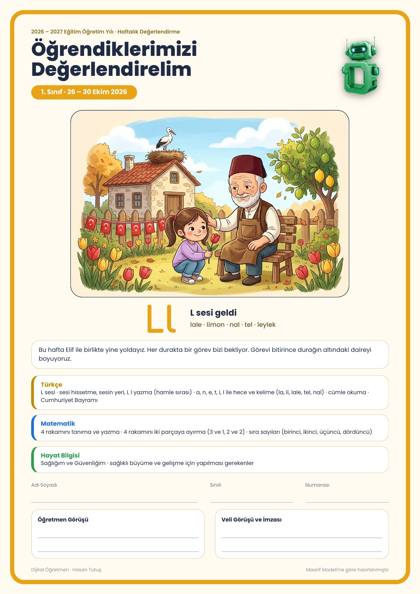 2026 - 2027 Eğitim Öğretim Yılı · Haftalık Değerlendirme
Öğrendiklerimizi
Değerlendirelim
1. Sınıf · 26 – 30 Ekim 2026
Ö
Ll
L sesi geldi
lale · limon · nal · tel · leylek
Bu hafta Elif ile birlikte yine yoldayız. Her durakta bir görev bizi bekliyor. Görevi bitirince durağın altındaki daireyi
boyuyoruz.
Türkçe
L sesi · sesi hissetme, sesin yeri, L l yazma (hamle sırası) · a, n, e, t, i, l ile hece ve kelime (la, li, lale, tel, nal) · cümle okuma ·
Cumhuriyet Bayramı
Matematik
4 rakamını tanıma ve yazma · 4 rakamını iki parçaya ayırma (3 ve 1, 2 ve 2) · sıra sayıları (birinci, ikinci, üçüncü, dördüncü)
Hayat Bilgisi
Sağlığım ve Güvenliğim · sağlıklı büyüme ve gelişme için yapılması gerekenler
Adı Soyadı
Sınıfı
Numarası
Öğretmen Görüşü
Veli Görüşü ve İmzası
Dijital Öğretmen · Hasan Tutuş
Maarif Modeli'ne göre hazırlanmıştır